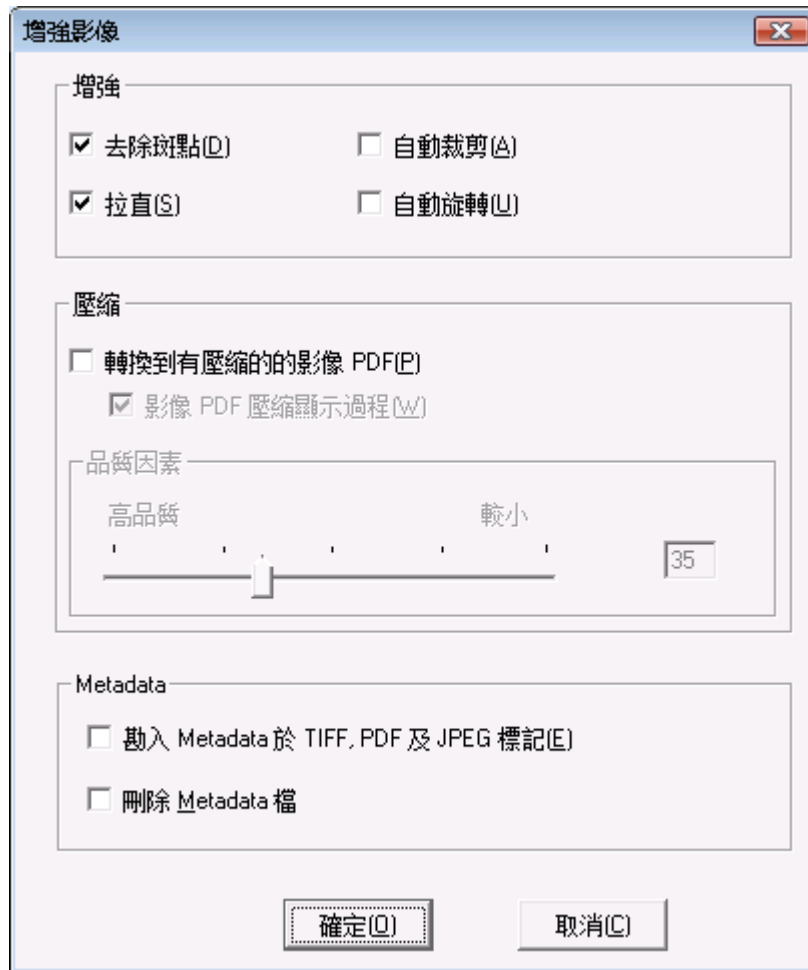 增強影像
增強
去除斑點(D) 自動裁剪(A)
拉直(S) 自動旋轉(U)
壓縮
轉換到有壓縮的的影像 PDF(P)
影像 PDF 壓縮顯示過程(W)
品質因素
高品質 較小
35
Metadata
勘入 Metadata 於 TIFF, PDF 及 JPEG 標記(E)
刪除 Metadata 檔
確定(O) 取消(C)